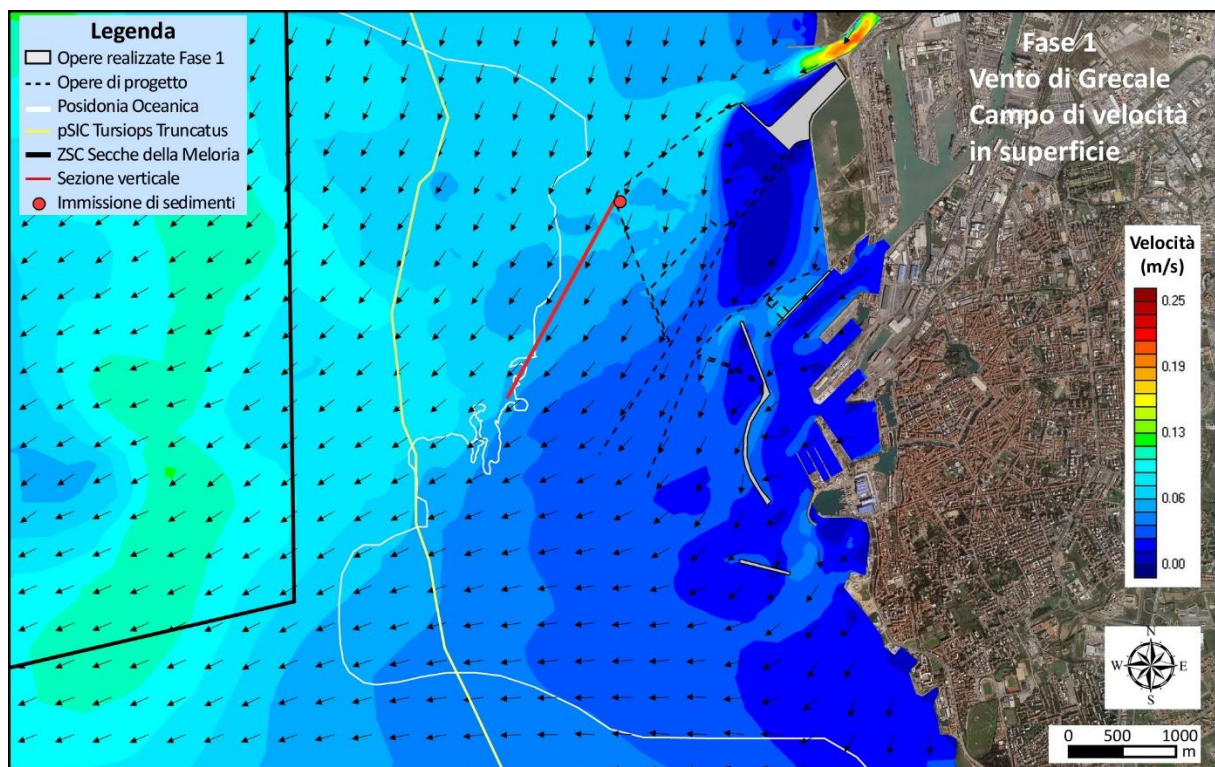 Legenda
Opere realizzate Fase 1
Opere di progetto
Posidonia Oceanica
pSIC Tursiops Truncatus
ZSC Secche della Meloria
Sezione verticale
Immissione di sedimenti
Fase 1
Vento di Grecale
Campo di velocità
in superficie
Velocità
(m/s)
0.25
0.19
0.13
0.06
0.00
N
W E
S
0 500 1000
m